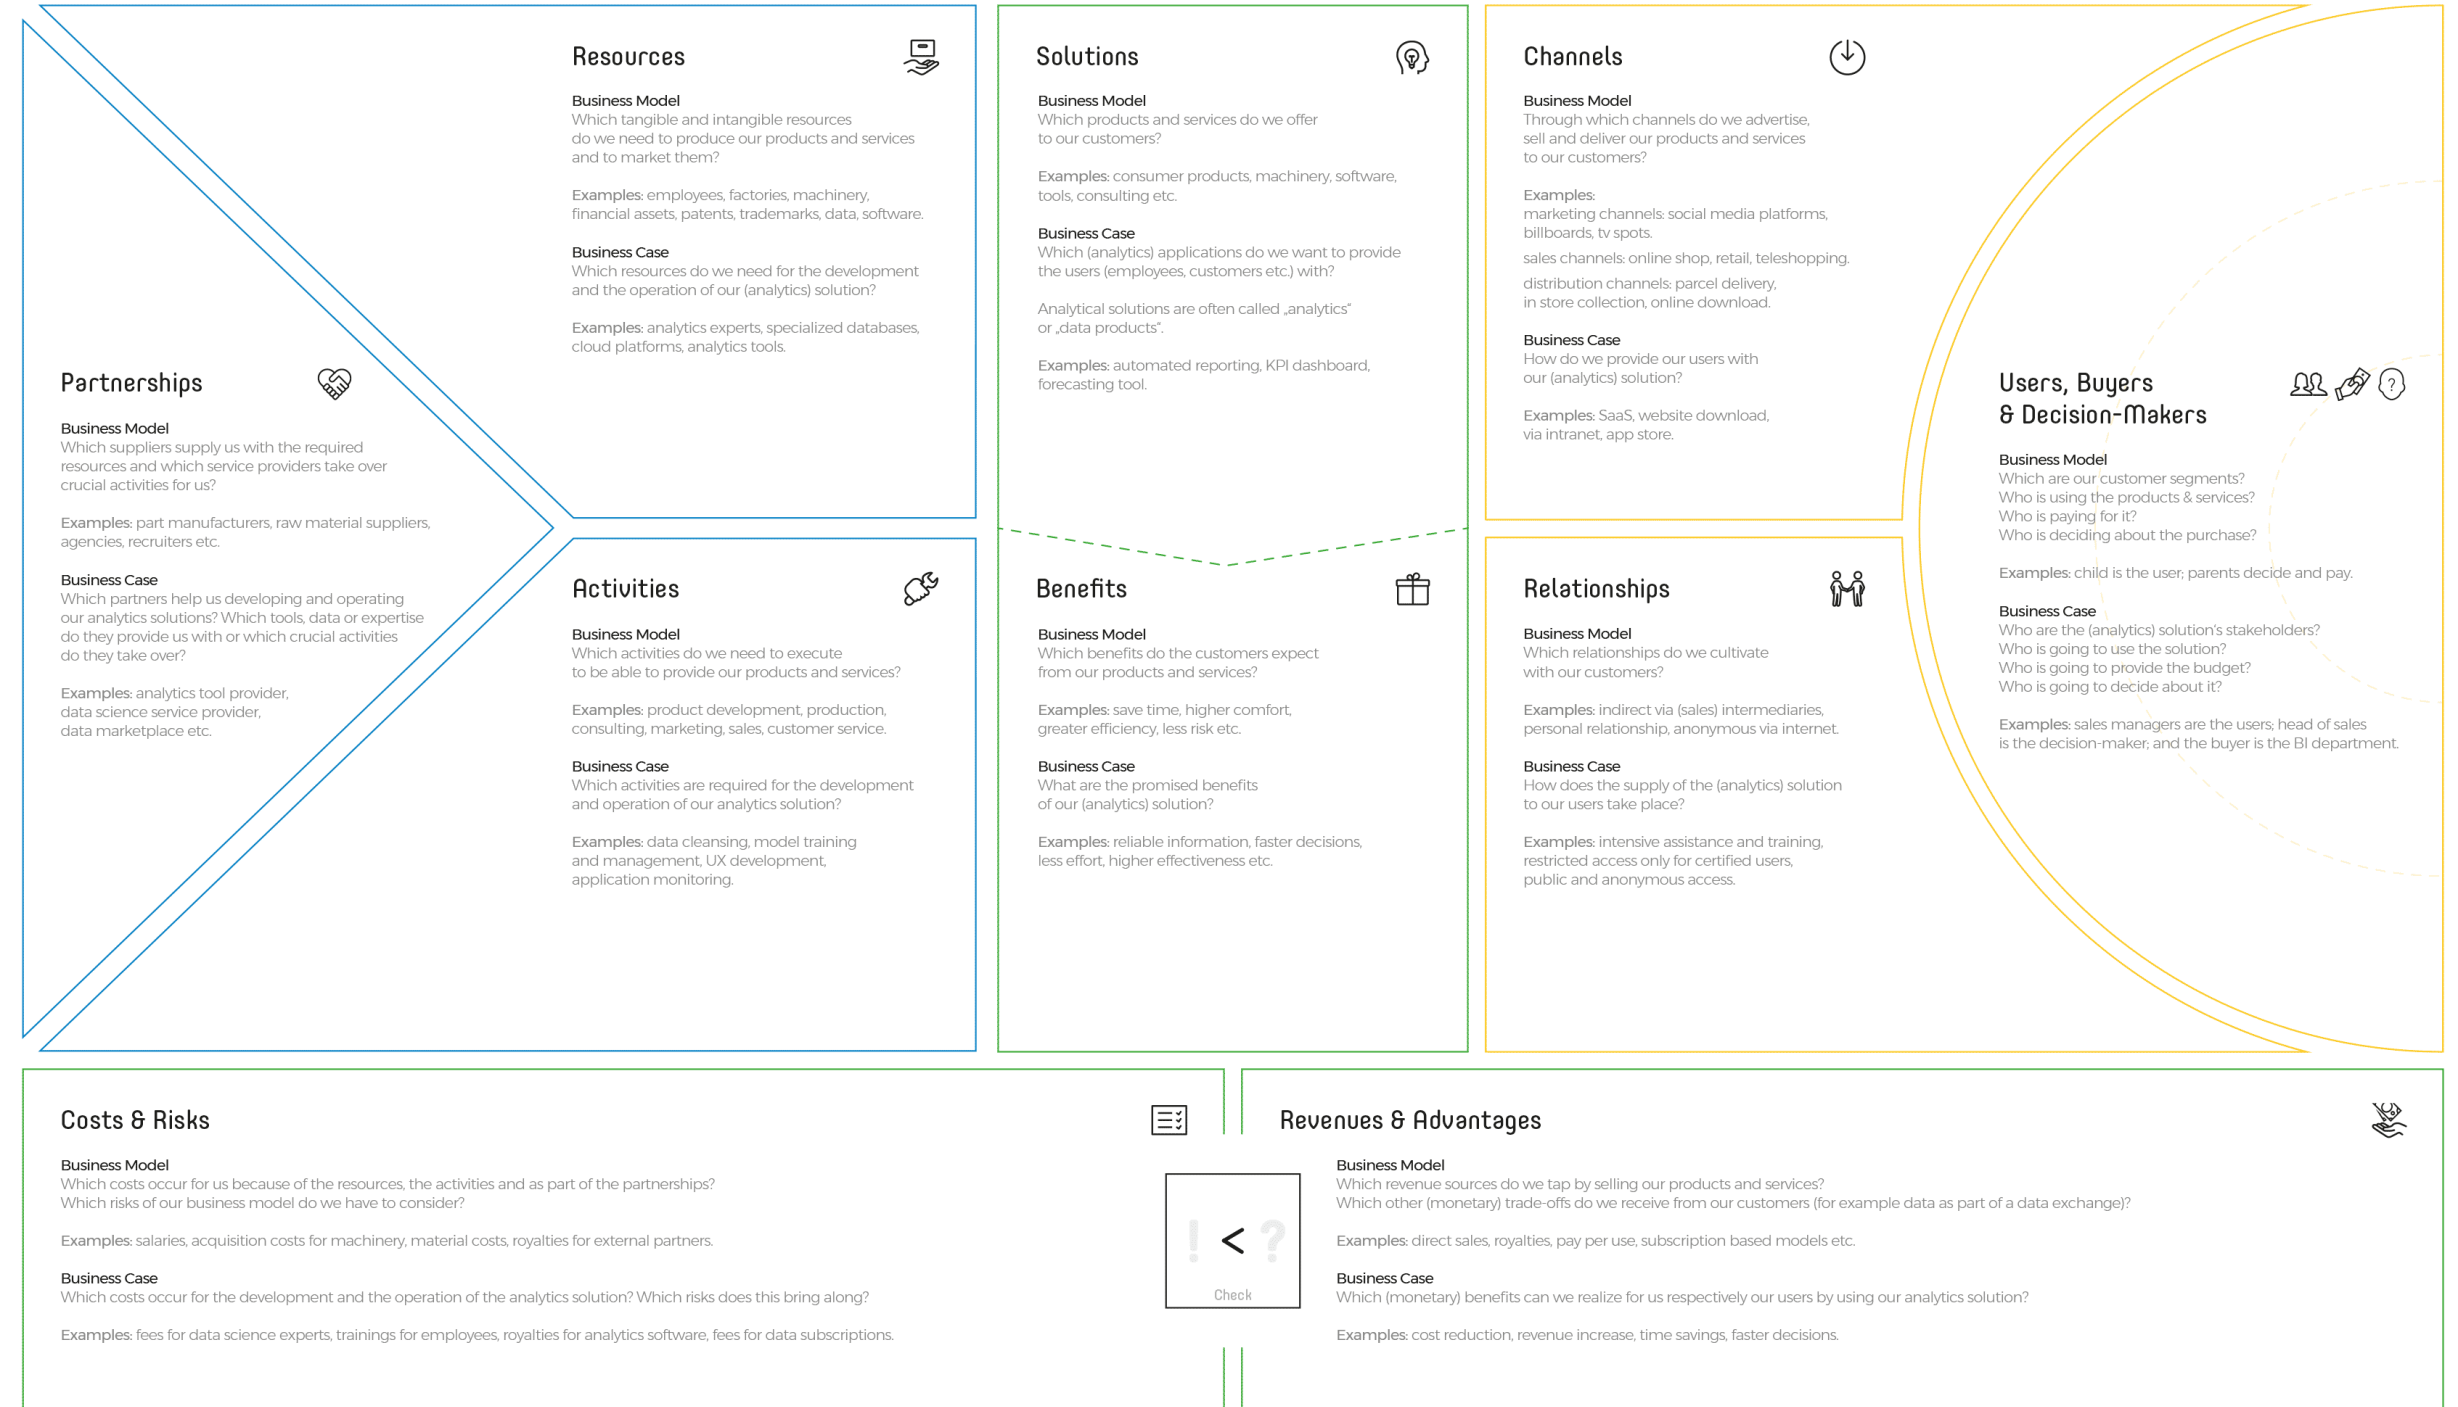 Partnerships
Business Model
Which suppliers supply us with the required
resources and which service providers take over
crucial activities for us?
Examples: part manufacturers, raw material suppliers,
agencies, recruiters etc.
Business Case
Which partners help us developing and operating
our analytics solutions? Which tools, data or expertise
do they provide us with or which crucial activities
do they take over?
Examples: analytics tool provider,
data science service provider,
data marketplace etc.
Resources
Business Model
Which tangible and intangible resources
do we need to produce our products and services
and to market them?
Examples: employees, factories, machinery,
financial assets, patents, trademarks, data, software.
Business Case
Which resources do we need for the development
and the operation of our (analytics) solution?
Examples: analytics experts, specialized databases,
cloud platforms, analytics tools.
Activities
Business Model
Which activities do we need to execute
to be able to provide our products and services?
Examples: product development, production,
consulting, marketing, sales, customer service.
Business Case
Which activities are required for the development
and operation of our analytics solution?
Examples: data cleansing, model training
and management, UX development,
application monitoring.
Solutions
Business Model
Which products and services do we offer
to our customers?
Examples: consumer products, machinery, software,
tools, consulting etc.
Business Case
Which (analytics) applications do we want to provide
the users (employees, customers etc.) with?
Analytical solutions are often called „analytics“
or „data products“.
Examples: automated reporting, KPI dashboard,
forecasting tool.
Benefits
Business Model
Which benefits do the customers expect
from our products and services?
Examples: save time, higher comfort,
greater efficiency, less risk etc.
Business Case
What are the promised benefits
of our (analytics) solution?
Examples: reliable information, faster decisions,
less effort, higher effectiveness etc.
Channels
Business Model
Through which channels do we advertise,
sell and deliver our products and services
to our customers?
Examples:
marketing channels: social media platforms,
billboards, tv spots.
sales channels: online shop, retail, teleshopping.
distribution channels: parcel delivery,
in store collection, online download.
Business Case
How do we provide our users with
our (analytics) solution?
Examples: SaaS, website download,
via intranet, app store.
Relationships
Business Model
Which relationships do we cultivate
with our customers?
Examples: indirect via (sales) intermediaries,
personal relationship, anonymous via internet.
Business Case
How does the supply of the (analytics) solution
to our users take place?
Examples: intensive assistance and training,
restricted access only for certified users,
public and anonymous access.
Users, Buyers
& Decision-Makers
?
Business Model
Which are our customer segments?
Who is using the products & services?
Who is paying for it?
Who is deciding about the purchase?
Examples: child is the user; parents decide and pay.
Business Case
Who are the (analytics) solution's stakeholders?
Who is going to use the solution?
Who is going to provide the budget?
Who is going to decide about it?
Examples: sales managers are the users; head of sales
is the decision-maker; and the buyer is the BI department.
Costs & Risks
Business Model
Which costs occur for us because of the resources, the activities and as part of the partnerships?
Which risks of our business model do we have to consider?
Examples: salaries, acquisition costs for machinery, material costs, royalties for external partners.
Business Case
Which costs occur for the development and the operation of the analytics solution? Which risks does this bring along?
Examples: fees for data science experts, trainings for employees, royalties for analytics software, fees for data subscriptions.
! < ?
Check
Revenues & Advantages
Business Model
Which revenue sources do we tap by selling our products and services?
Which other (monetary) trade-offs do we receive from our customers (for example data as part of a data exchange)?
Examples: direct sales, royalties, pay per use, subscription based models etc.
Business Case
Which (monetary) benefits can we realize for us respectively our users by using our analytics solution?
Examples: cost reduction, revenue increase, time savings, faster decisions.